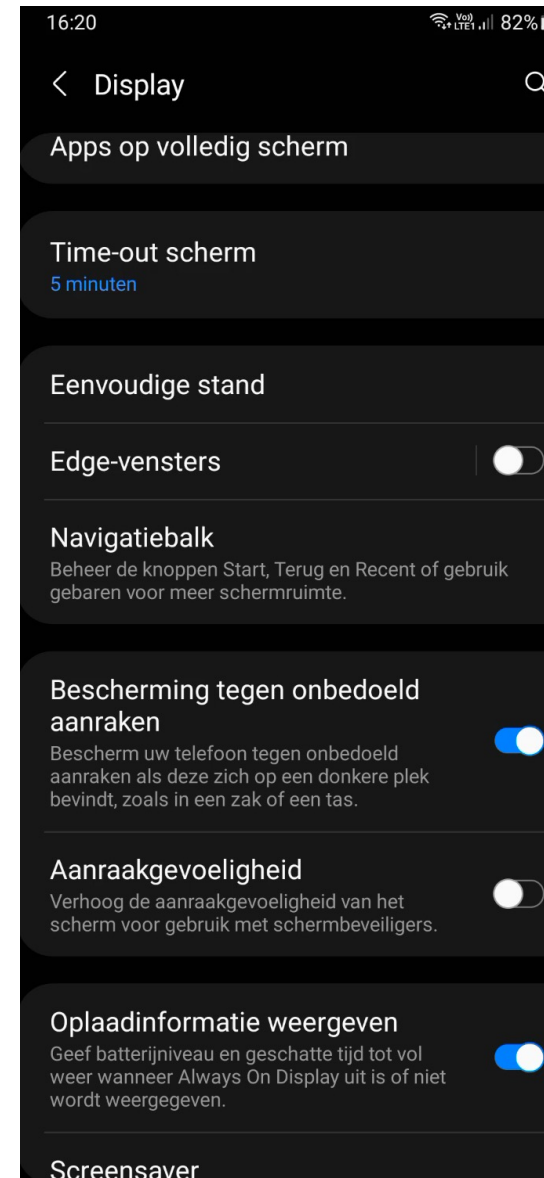 16:20
Vo)) LTE1 82%
Display
Apps op volledig scherm
Time-out scherm
5 minuten
Eenvoudige stand
Edge-vensters
Navigatiebalk
Beheer de knoppen Start, Terug en Recent of gebruik
gebaren voor meer schermruimte.
Bescherming tegen onbedoeld
aanraken
Bescherm uw telefoon tegen onbedoeld
aanraken als deze zich op een donkere plek
bevindt, zoals in een zak of een tas.
Aanraakgevoeligheid
Verhoog de aanraakgevoeligheid van het
scherm voor gebruik met schermbeveiligers.
Oplaadinformatie weergeven
Geef batterijniveau en geschatte tijd tot vol
weer wanneer Always On Display uit is of niet
wordt weergegeven.
Screensaver